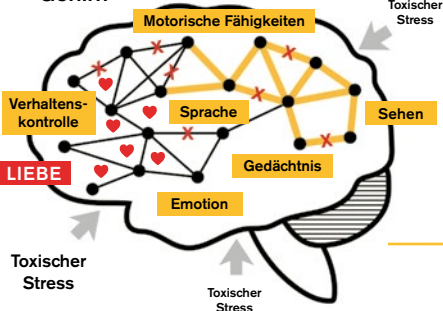 Toxischer
Stress
Motorische Fähigkeiten
Verhaltens-
kontrolle
Sprache
Sehen
LIEBE
Gedächtnis
Emotion
Toxischer
Stress
Toxischer
Stress